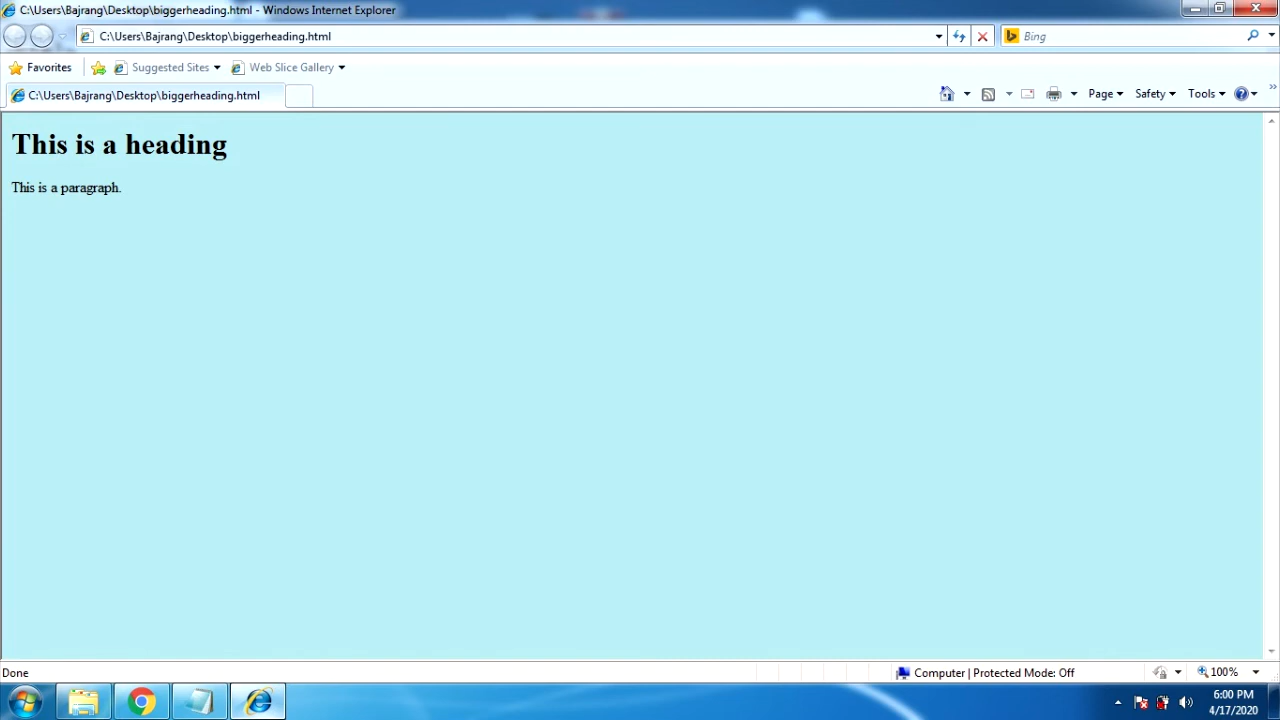 C:\Users\Bajrang\Desktop\biggerheading.html - Windows Internet Explorer
C:\Users\Bajrang\Desktop\biggerheading.html
Bing
Favorites
Suggested Sites
Web Slice Gallery
C:\Users\Bajrang\Desktop\biggerheading.html
Page
Safety
Tools
This is a heading
This is a paragraph.
Done
Computer | Protected Mode: Off
100%
6:00 PM
4/17/2020